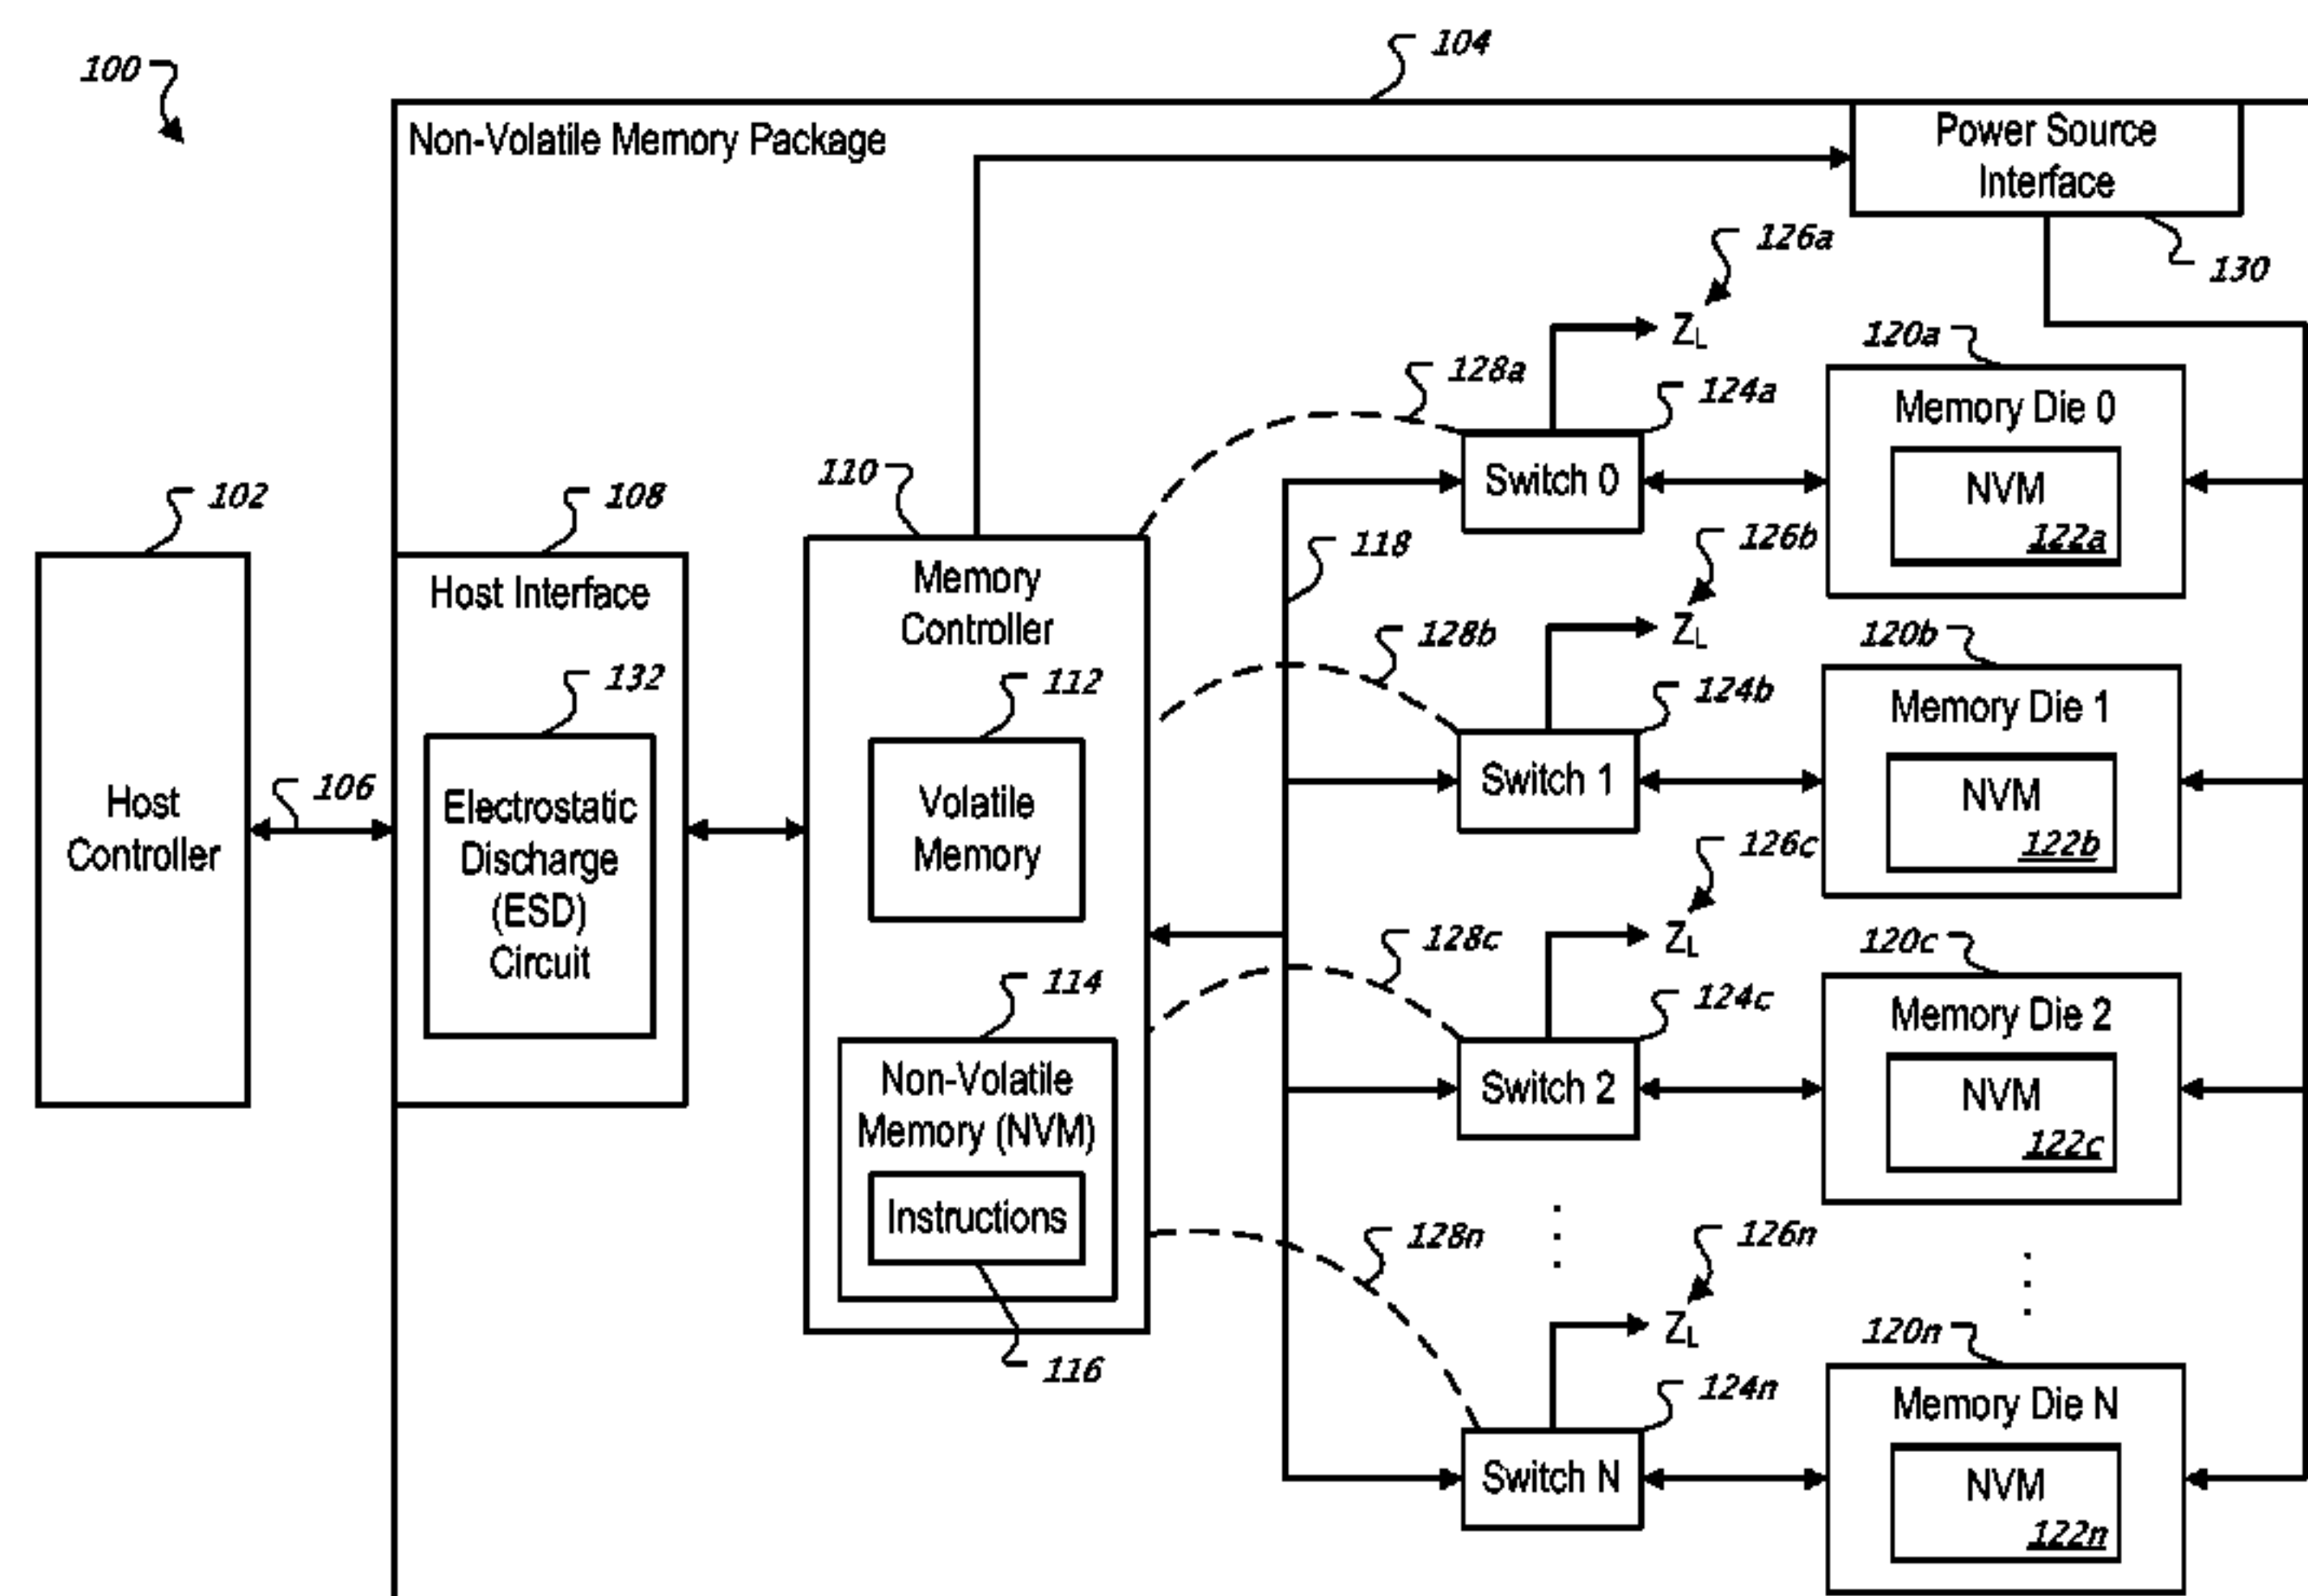 100
104
Non-Volatile Memory Package
Power Source
Interface
130
126a
ZL
120a
128a
124a
Memory Die 0
Switch 0
NVM
122a
110
102
108
118
126b
ZL
Host Interface
Memory
Controller
128b
120b
132
112
124b
Memory Die 1
Switch 1
NVM
122b
Host
Controller
106
Electrostatic
Discharge
(ESD)
Circuit
Volatile
Memory
126c
ZL
128c
120c
114
124c
Memory Die 2
Switch 2
NVM
122c
Non-Volatile
Memory (NVM)
Instructions
116
128n
126n
ZL
120n
124n
Memory Die N
Switch N
NVM
122n